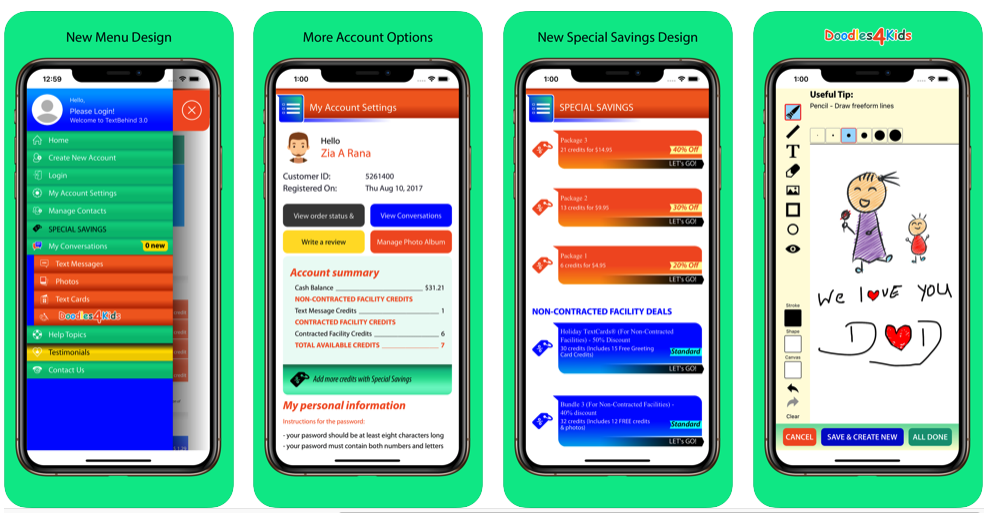 New Menu Design
12:59
Hello,
Please Login!
Welcome to TextBehind 3.0
Home
Create New Account
Login
My Account Settings
Manage Contacts
SPECIAL SAVINGS
My Conversations
0 new
Text Messages
Photos
Text Cards
Doodles4Kids
Help Topics
Testimonials
Contact Us
More Account Options
1:00
My Account Settings
Hello
Zia A Rana
Customer ID: 5261400
Registered On: Thu Aug 10, 2017
View order status &
View Conversations
Write a review
Manage Photo Album
Account summary
Cash Balance $31.21
NON-CONTRACTED FACILITY CREDITS
Text Message Credits 1
CONTRACTED FACILITY CREDITS
Contracted Facility Credits 6
TOTAL AVAILABLE CREDITS 7
Add more credits with Special Savings
My personal information
Instructions for the password:
- your pasword should be at least eight characters long
- your pasword must contain both numbers and letters
New Special Savings Design
1:00
SPECIAL SAVINGS
Package 3
21 credits for $14.95
40% Off
LET's GO!
Package 2
13 credits for $9.95
30% Off
LET's GO!
Package 1
6 credits for $4.95
20% Off
LET's GO!
NON-CONTRACTED FACILITY DEALS
Holiday TextCards® (For Non-Contracted
Facilities) - 50% Discount
30 credits (Includes 15 Free Greeting
Card Credits)
Standard
LET's GO!
Bundle 3 (For Non-Contracted Facilities) -
40% discount
32 credits (Includes 12 FREE credits
& photos)
Standard
LET's GO!
Doodles4Kids
1:00
Useful Tip:
Pencil - Draw freeform lines
T
We love you
DD
Stroke
Shape
Canvas
Clear
CANCEL
SAVE & CREATE NEW
ALL DONE